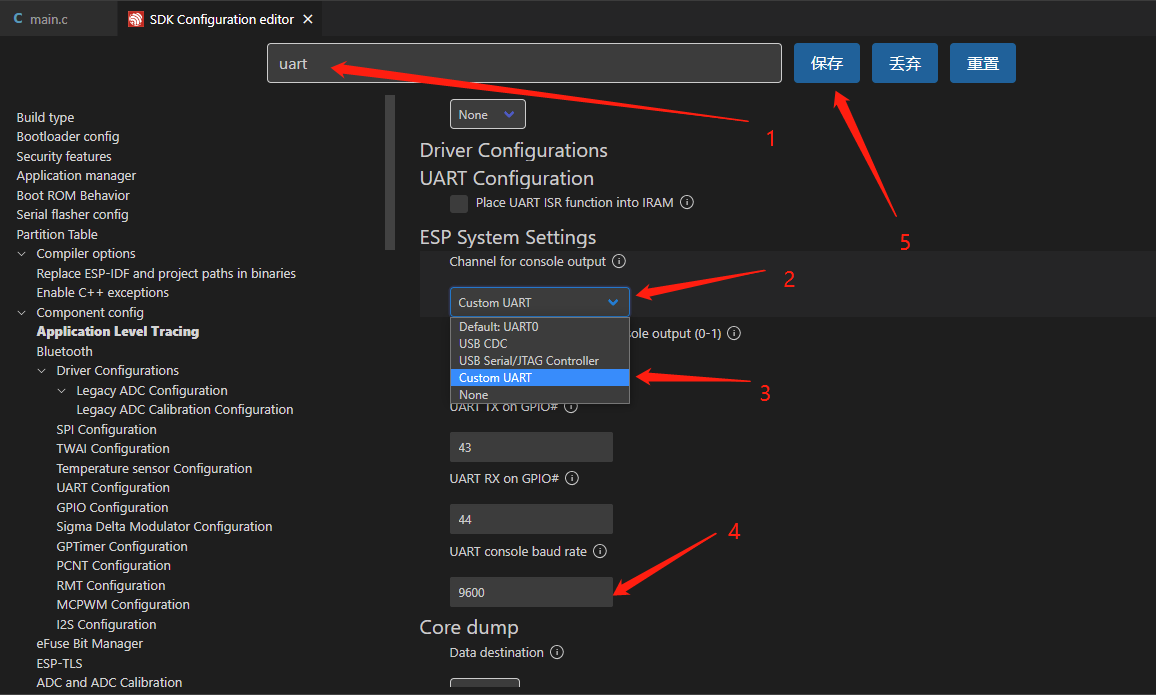 main.c
SDK Configuration editor
uart
保存
丢弃
重置
1
5
Build type
Bootloader config
Security features
Application manager
Boot ROM Behavior
Serial flasher config
Partition Table
Compiler options
Replace ESP-IDF and project paths in binaries
Enable C++ exceptions
Component config
Application Level Tracing
Bluetooth
Driver Configurations
Legacy ADC Configuration
Legacy ADC Calibration Configuration
SPI Configuration
TWAI Configuration
Temperature sensor Configuration
UART Configuration
GPIO Configuration
Sigma Delta Modulator Configuration
GPTimer Configuration
PCNT Configuration
RMT Configuration
MCPWM Configuration
I2S Configuration
eFuse Bit Manager
ESP-TLS
ADC and ADC Calibration
None
Driver Configurations
UART Configuration
Place UART ISR function into IRAM
ESP System Settings
Channel for console output
Custom UART
2
Default: UART0
USB CDC
USB Serial/JTAG Controller
Custom UART
None
output (0-1)
3
UART TX on GPIO#
43
UART RX on GPIO#
44
UART console baud rate
4
9600
Core dump
Data destination